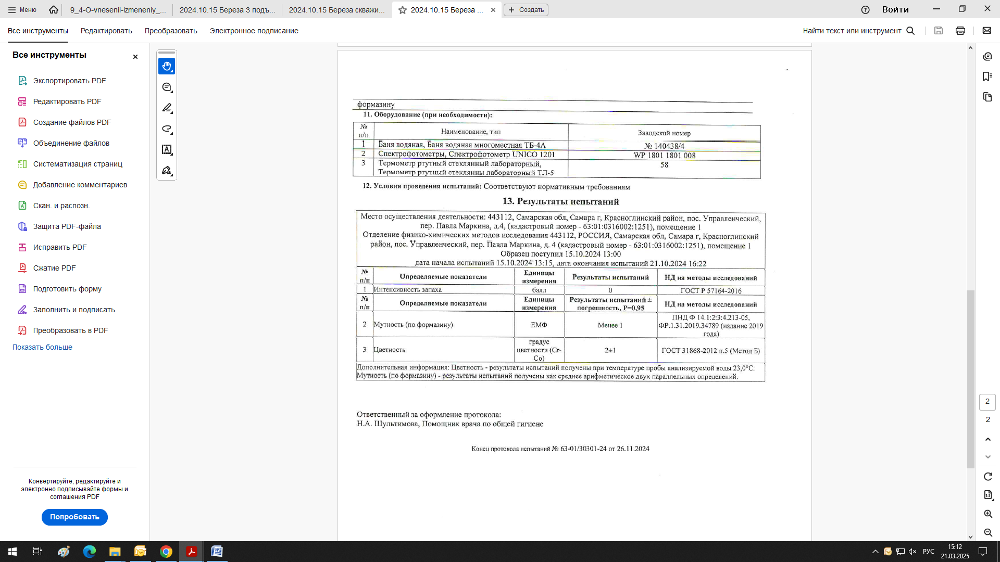 Меню
9_4-O-vnesenii-izmeneniy_...
2024.10.15 Береза 3 подъ...
2024.10.15 Береза скважи...
2024.10.15 Береза ...
Создать
Войти
Все инструменты
Редактировать
Преобразовать
Электронное подписание
Найти текст или инструмент
Все инструменты
Экспортировать PDF
Редактировать PDF
Создание файлов PDF
Объединение файлов
Систематизация страниц
Добавление комментариев
Скан. и распозн.
Защита PDF-файла
Исправить PDF
Сжатие PDF
Подготовить форму
Заполнить и подписать
Преобразовать в PDF
Показать больше
Конвертируйте, редактируйте и
электронно подписывайте формы и
соглашения PDF
Попробовать
формазину
11. Оборудование (при необходимости):
№ п/п Наименование, тип Заводской номер
1 Баня водяная, Баня водяная многоместная ТБ-4А № 140438/4
2 Спектрофотометры, Спектрофотометр UNICO 1201 WP 1801 1801 008
3 Термометр ртутный стеклянный лабораторный, 58
Термометр ртутный стеклянны лабораторный ТЛ-5
12. Условия проведения испытаний: Соответствуют нормативным требованиям
13. Результаты испытаний
Место осуществления деятельности: 443112, Самарская обл, Самара г, Красноглинский район, пос. Управленческий,
пер. Павла Маркина, д.4, (кадастровый номер - 63:01:0316002:1251), помещение 1
Отделение физико-химических методов исследования 443112, РОССИЯ, Самарская обл, Самара г, Красноглинский
район, пос. Управленческий, пер. Павла Маркина, д. 4 (кадастровый номер - 63:01:0316002:1251), помещение 1
Образец поступил 15.10.2024 13:00
дата начала испытаний 15.10.2024 13:15, дата окончания испытаний 21.10.2024 16:22
№ п/п Определяемые показатели Единицы измерения Результаты испытаний НД на методы исследований
1 Интенсивность запаха балл 0 ГОСТ Р 57164-2016
№ п/п Определяемые показатели Единицы измерения Результаты испытаний ± погрешность, Р=0,95 НД на методы исследований
2 Мутность (по формазину) ЕМФ Менее 1 ПНД Ф 14.1:2:3:4.213-05, ФР.1.31.2019.34789 (издание 2019 года)
3 Цветность градус цветности (Cr-Co) 2±1 ГОСТ 31868-2012 п.5 (Метод Б)
Дополнительная информация: Цветность - результаты испытаний получены при температуре пробы анализируемой воды 23,0°С.
Мутность (по формазину) - результаты испытаний получены как среднее арифметическое двух параллельных определений.
Ответственный за оформление протокола:
Н.А. Шультимова, Помощник врача по общей гигиене
Конец протокола испытаний № 63-01/30301-24 от 26.11.2024
2
2
РУС
15:12
21.03.2025